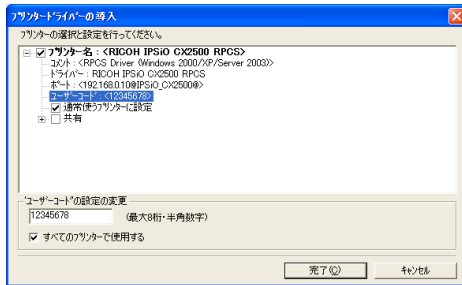 プリンタードライバーの導入
プリンターの選択と設定を行ってください。
プリンター名 : <RICOH IPSiO CX2500 RPCS>
コメント : <RPCS Driver (Windows 2000/XP/Server 2003)>
ドライバー : RICOH IPSiO CX2500 RPCS
ポート : <192.168.0.10@IPSiO_CX2500@>
ユーザーコード : <12345678>
通常使うプリンターに設定
共有
'ユーザーコード'の設定の変更
12345678 (最大8桁・半角数字)
すべてのプリンターで使用する
完了(C) キャンセル